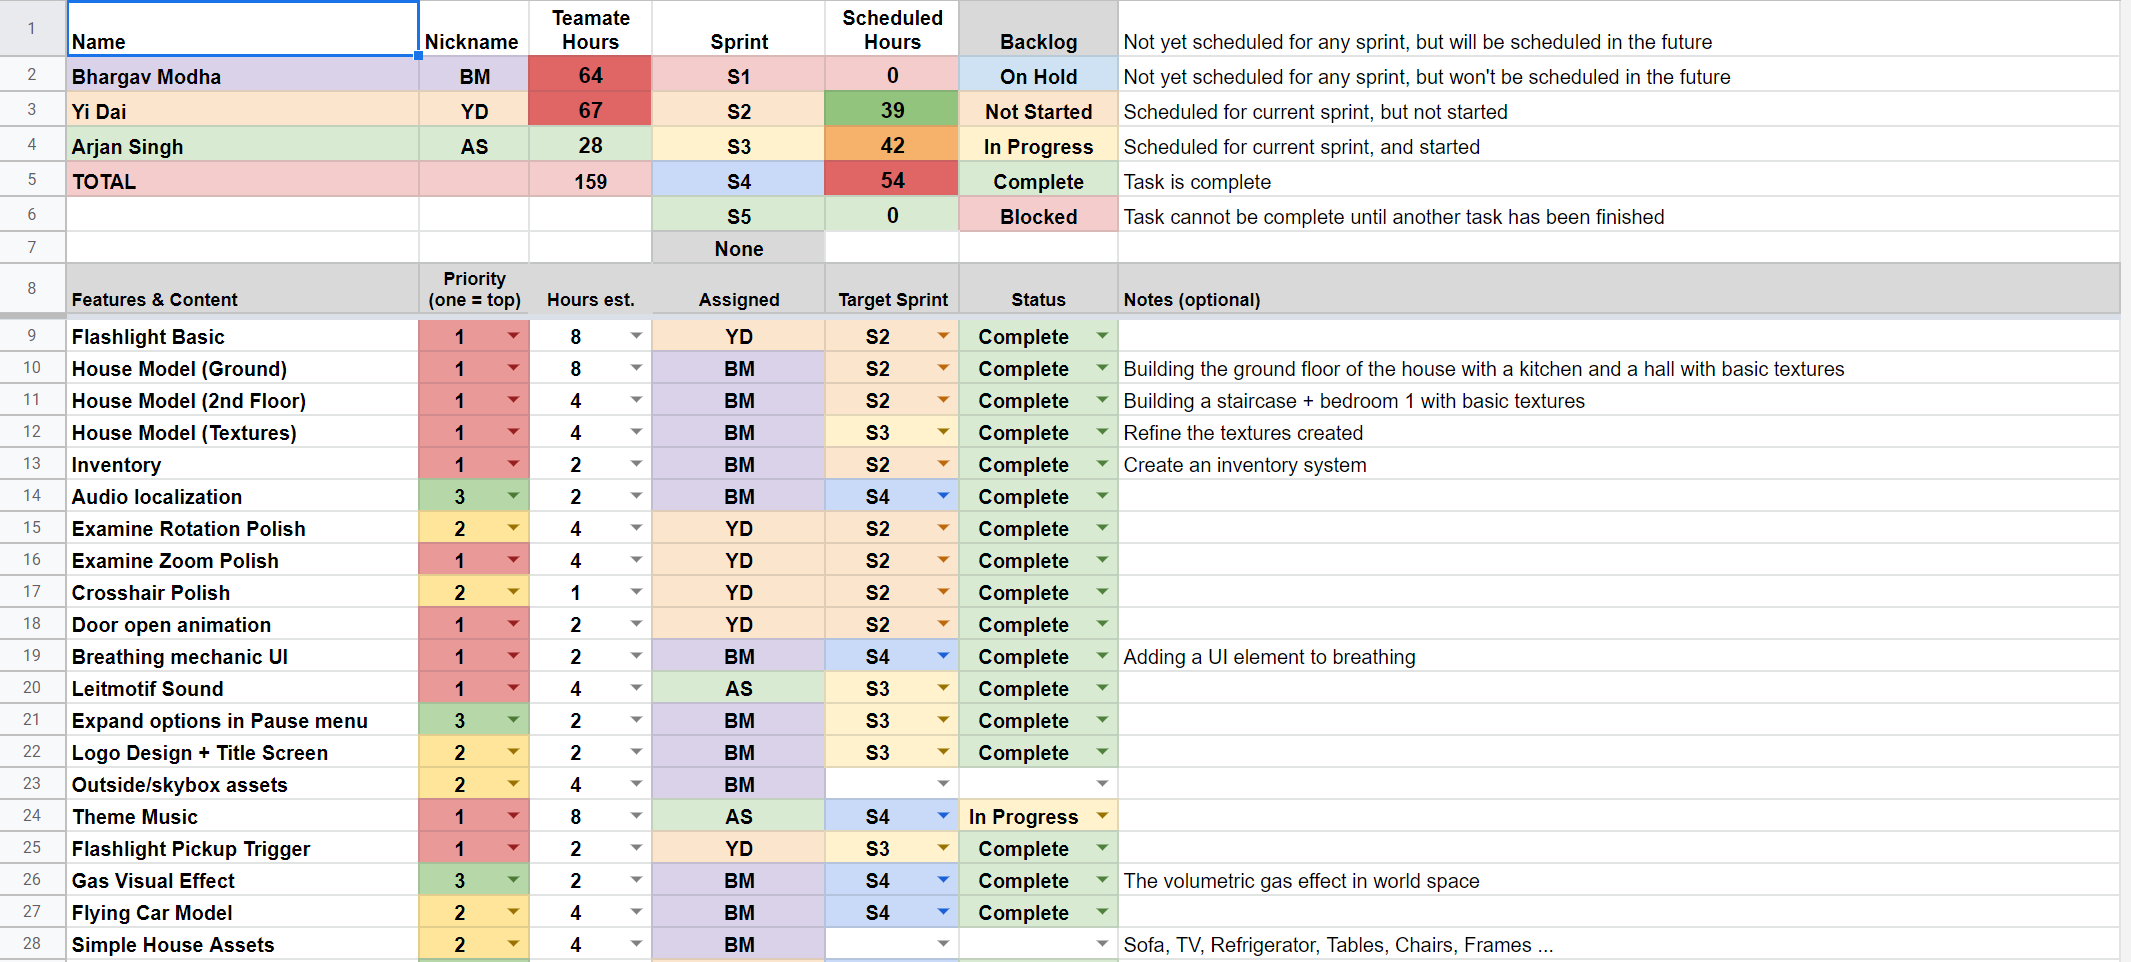 1 Name Nickname Teamate Hours Sprint Scheduled Hours Backlog Not yet scheduled for any sprint, but will be scheduled in the future
2 Bhargav Modha BM 64 S1 0 On Hold Not yet scheduled for any sprint, but won't be scheduled in the future
3 Yi Dai YD 67 S2 39 Not Started Scheduled for current sprint, but not started
4 Arjan Singh AS 28 S3 42 In Progress Scheduled for current sprint, and started
5 TOTAL 159 S4 54 Complete Task is complete
6 S5 0 Blocked Task cannot be complete until another task has been finished
7 None
8 Features & Content Priority (one = top) Hours est. Assigned Target Sprint Status Notes (optional)
9 Flashlight Basic 1 8 YD S2 Complete
10 House Model (Ground) 1 8 BM S2 Complete Building the ground floor of the house with a kitchen and a hall with basic textures
11 House Model (2nd Floor) 1 4 BM S2 Complete Building a staircase + bedroom 1 with basic textures
12 House Model (Textures) 1 4 BM S3 Complete Refine the textures created
13 Inventory 1 2 BM S2 Complete Create an inventory system
14 Audio localization 3 2 BM S4 Complete
15 Examine Rotation Polish 2 4 YD S2 Complete
16 Examine Zoom Polish 1 4 YD S2 Complete
17 Crosshair Polish 2 1 YD S2 Complete
18 Door open animation 1 2 YD S2 Complete
19 Breathing mechanic UI 1 2 BM S4 Complete Adding a UI element to breathing
20 Leitmotif Sound 1 4 AS S3 Complete
21 Expand options in Pause menu 3 2 BM S3 Complete
22 Logo Design + Title Screen 2 2 BM S3 Complete
23 Outside/skybox assets 2 4 BM
24 Theme Music 1 8 AS S4 In Progress
25 Flashlight Pickup Trigger 1 2 YD S3 Complete
26 Gas Visual Effect 3 2 BM S4 Complete The volumetric gas effect in world space
27 Flying Car Model 2 4 BM S4 Complete
28 Simple House Assets 2 4 BM Sofa, TV, Refrigerator, Tables, Chairs, Frames ...